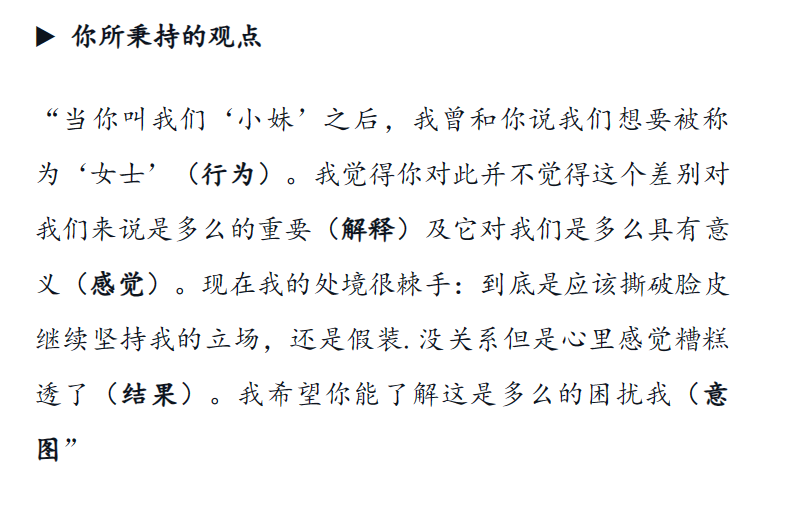 ▶ 你所秉持的观点
“当你叫我们‘小妹’之后，我曾和你说我们想要被称
为‘女士’（行为）。我觉得你对此并不觉得这个差别对
我们来说是多么的重要（解释）及它对我们是多么具有意
义（感觉）。现在我的处境很棘手：到底是应该撕破脸皮
继续坚持我的立场，还是假装.没关系但是心里感觉糟糕
透了（结果）。我希望你能了解这是多么的困扰我（意
图”